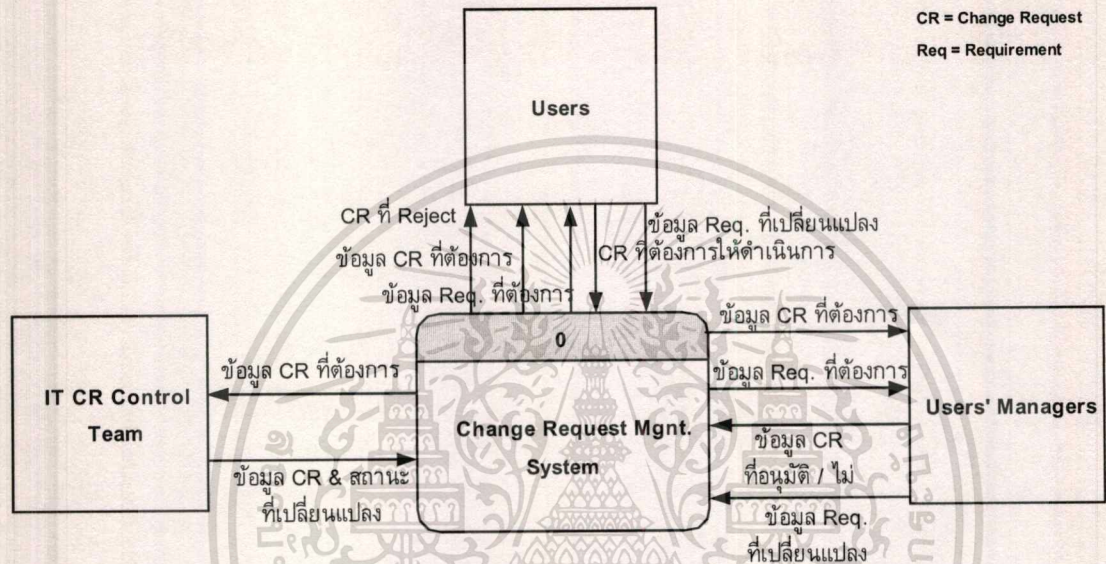 CR = Change Request
Req = Requirement
Users
CR ที่ Reject
ข้อมูล CR ที่ต้องการ
ข้อมูล Req. ที่ต้องการ
ข้อมูล Req. ที่เปลี่ยนแปลง
CR ที่ต้องการให้ดำเนินการ
0
Change Request Mgnt.
System
IT CR Control
Team
ข้อมูล CR ที่ต้องการ
ข้อมูล CR & สถานะ
ที่เปลี่ยนแปลง
ข้อมูล CR ที่ต้องการ
ข้อมูล Req. ที่ต้องการ
ข้อมูล CR
ที่อนุมัติ / ไม่
ข้อมูล Req.
ที่เปลี่ยนแปลง
Users' Managers